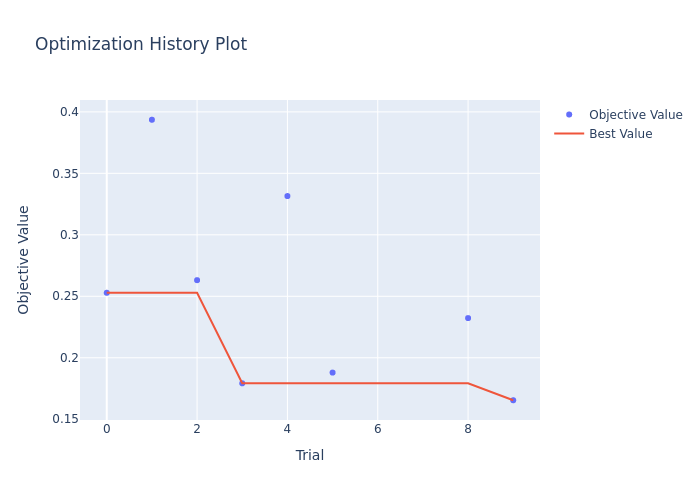 Optimization History Plot
Objective Value
Best Value
0.4
0.35
0.3
0.25
0.2
0.15
Objective Value
0 2 4 6 8
Trial